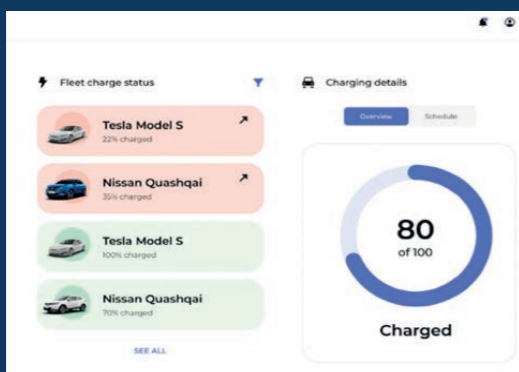 Fleet charge status
Tesla Model S
22% charged
Nissan Quashqai
35% charged
Tesla Model S
100% charged
Nissan Quashqai
70% charged
SEE ALL
Charging details
Overview
Schedule
80
of 100
Charged